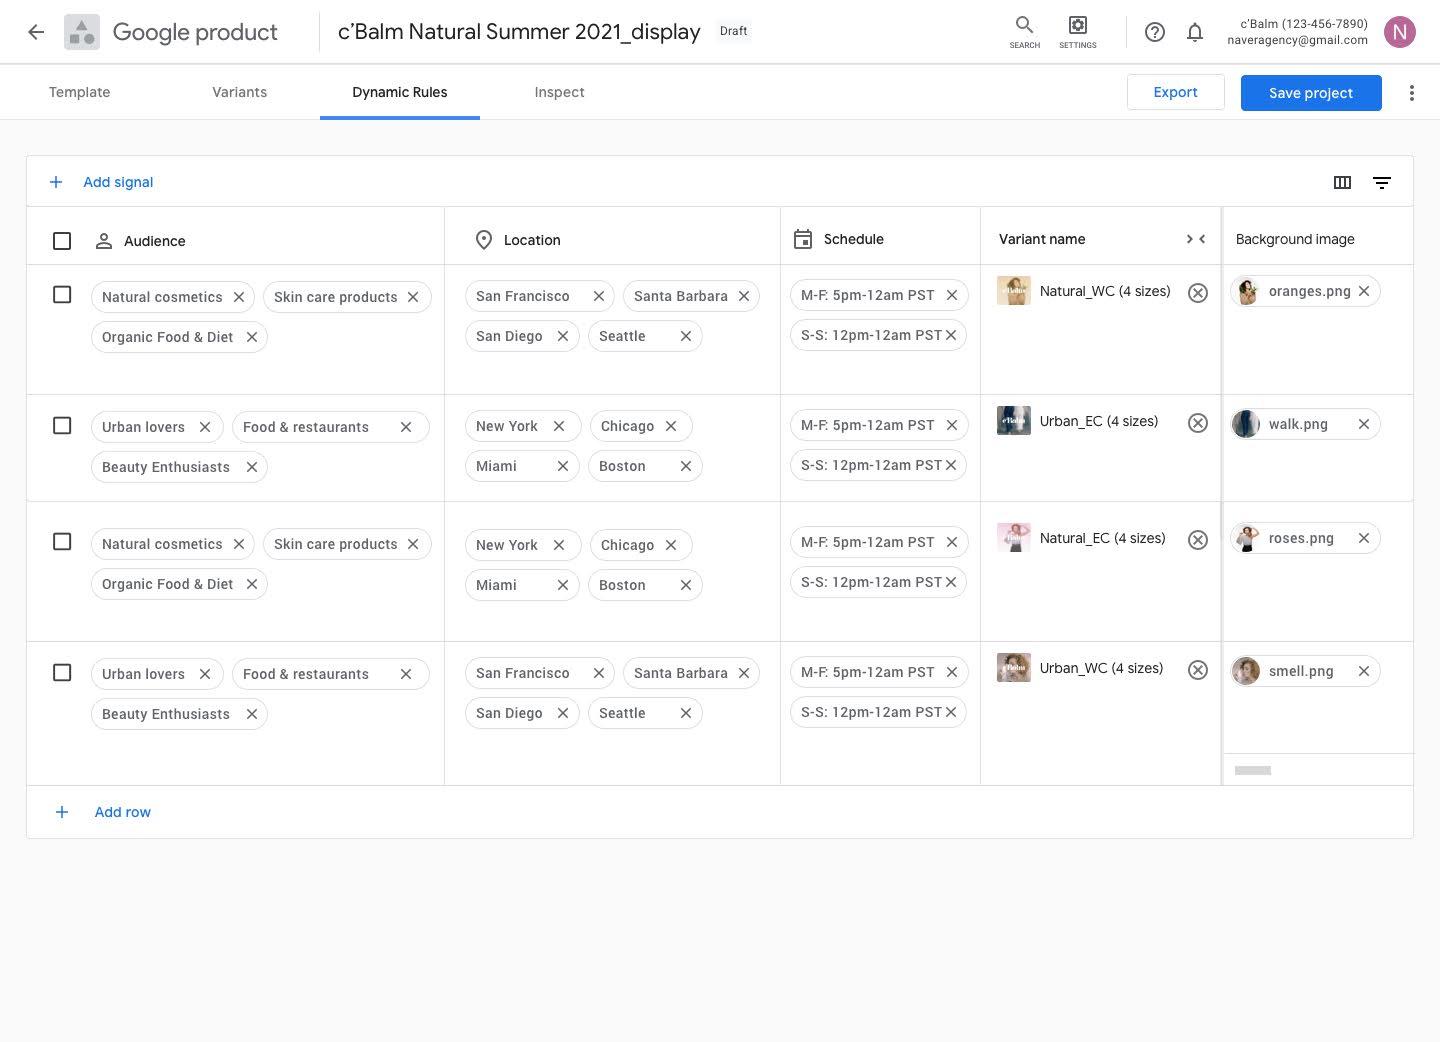 Google product
c'Balm Natural Summer 2021_display
Draft
SEARCH
SETTINGS
c'Balm (123-456-7890)
naveragency@gmail.com
N
Template
Variants
Dynamic Rules
Inspect
Export
Save project
Add signal
Audience
Location
Schedule
Variant name
Background image
Natural cosmetics
Skin care products
Organic Food & Diet
San Francisco
Santa Barbara
San Diego
Seattle
M-F: 5pm-12am PST
S-S: 12pm-12am PST
Natural_WC (4 sizes)
oranges.png
Urban lovers
Food & restaurants
Beauty Enthusiasts
New York
Chicago
Miami
Boston
M-F: 5pm-12am PST
S-S: 12pm-12am PST
c'Balm
Urban_EC (4 sizes)
walk.png
Natural cosmetics
Skin care products
Organic Food & Diet
New York
Chicago
Miami
Boston
M-F: 5pm-12am PST
S-S: 12pm-12am PST
Natural_EC (4 sizes)
roses.png
Urban lovers
Food & restaurants
Beauty Enthusiasts
San Francisco
Santa Barbara
San Diego
Seattle
M-F: 5pm-12am PST
S-S: 12pm-12am PST
c'Balm
Urban_WC (4 sizes)
smell.png
Add row